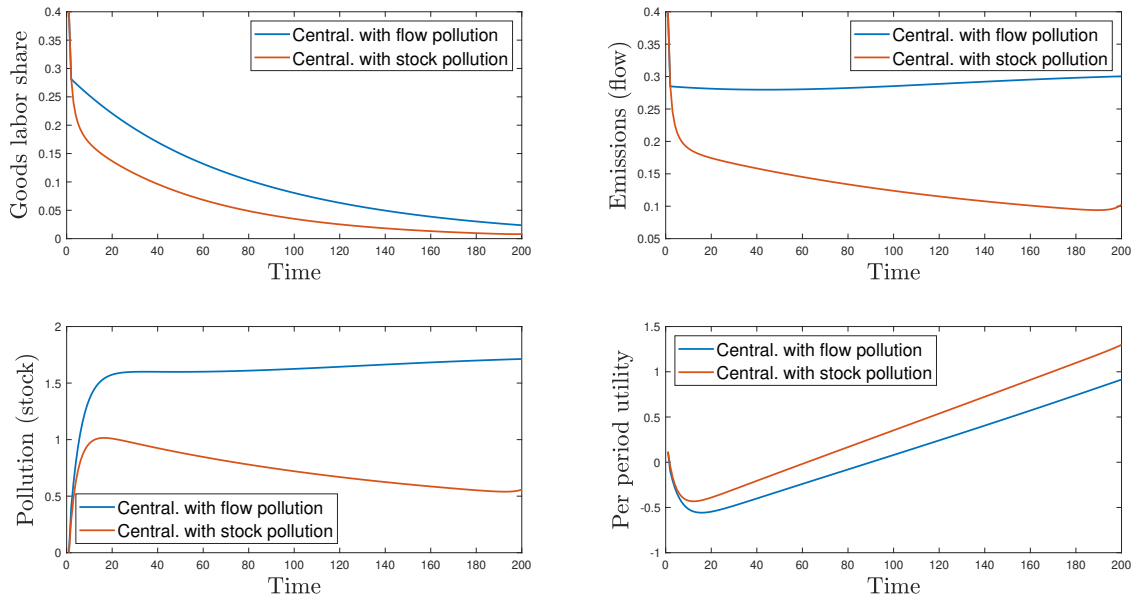 Goods labor share
0.4
0.35
0.3
0.25
0.2
0.15
0.1
0.05
0
Central. with flow pollution
Central. with stock pollution
0 20 40 60 80 100 120 140 160 180 200
Time
Emissions (flow)
0.4
0.35
0.3
0.25
0.2
0.15
0.1
0.05
Central. with flow pollution
Central. with stock pollution
0 20 40 60 80 100 120 140 160 180 200
Time
Pollution (stock)
2
1.5
1
0.5
0
Central. with flow pollution
Central. with stock pollution
0 20 40 60 80 100 120 140 160 180 200
Time
Per period utility
1.5
1
0.5
0
-0.5
-1
Central. with flow pollution
Central. with stock pollution
0 20 40 60 80 100 120 140 160 180 200
Time